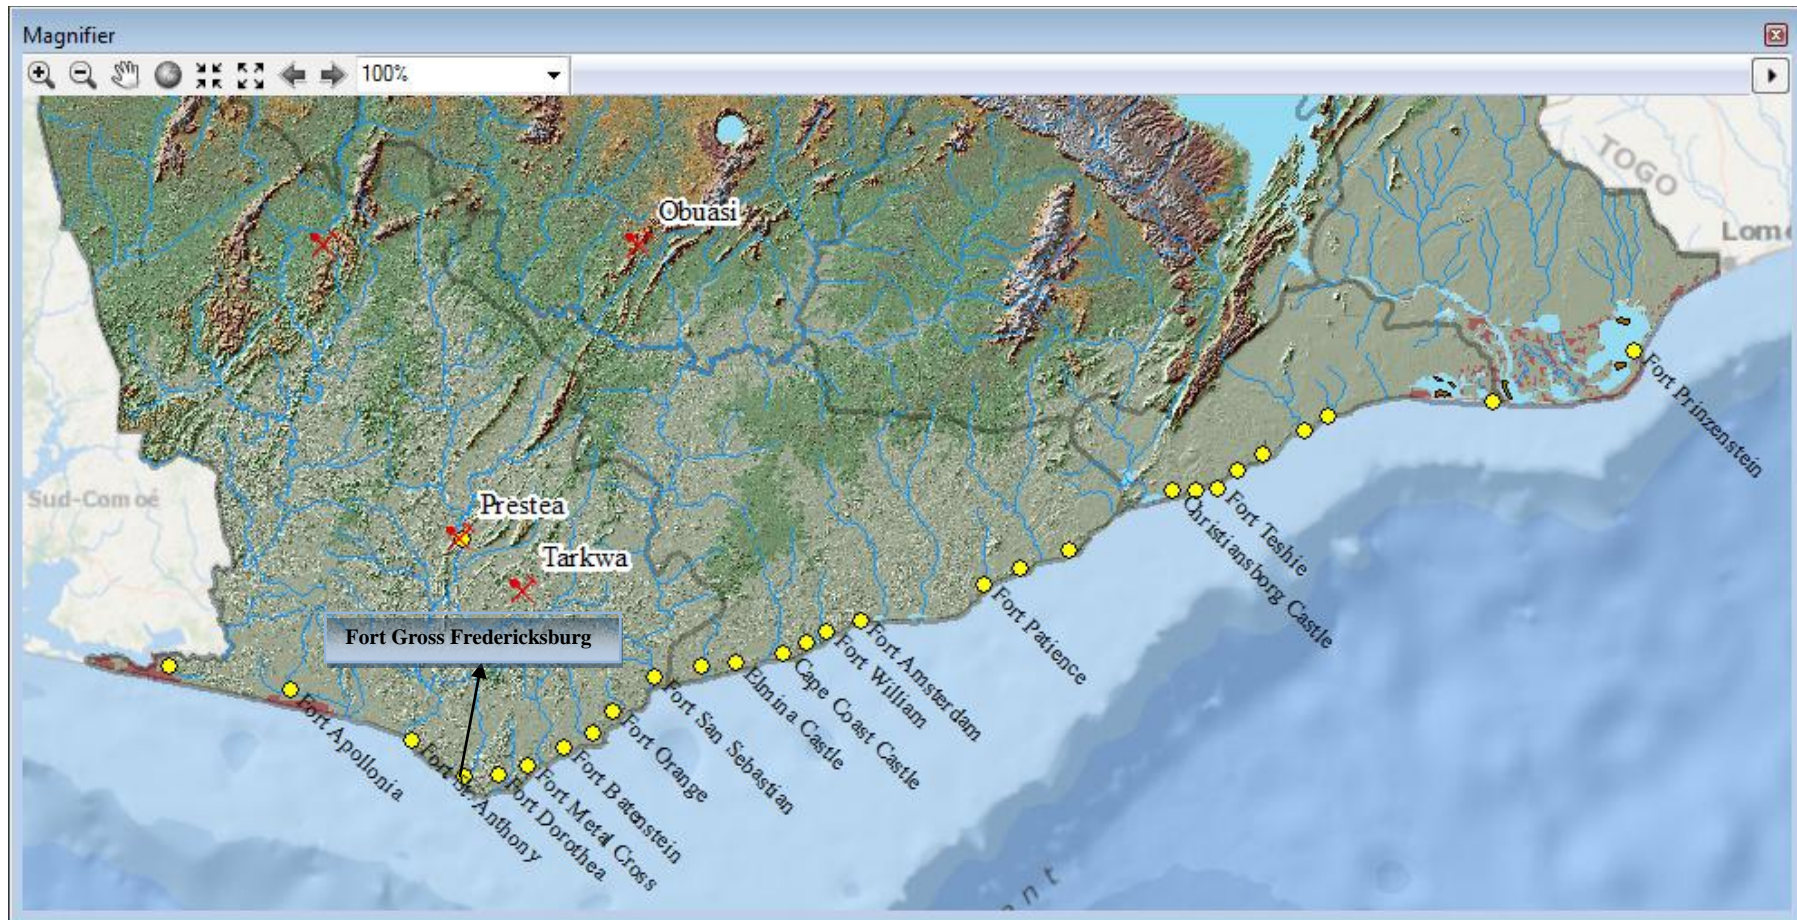 Magnifier
100%
TOGO
Obuasi
Lom
Fort Prinzenstein
Sud-Comoé
Prestea
Tarkwa
Fort Teshie
Christiansborg Castle
Fort Gross Fredericksburg
Fort Patience
Fort Amsterdam
Fort William
Cape Coast Castle
Elmina Castle
Fort San Sebastian
Fort Orange
Fort Batenstein
Fort Metal Cross
Fort Dorothea
Fort St. Anthony
Fort Apollonia
n t